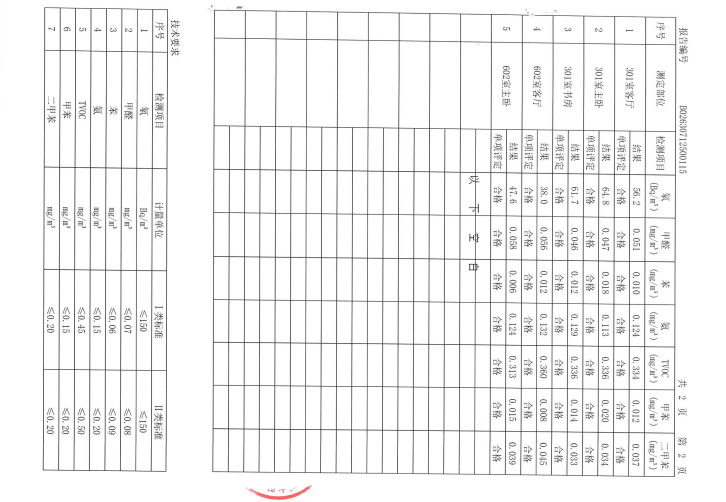 报告编号 B02630712500115 共 2 页 第 2 页
序号 测定部位 检测项目 氡 (Bq/m³) 甲醛 (mg/m³) 苯 (mg/m³) 氨 (mg/m³) TVOC (mg/m³) 甲苯 (mg/m³) 二甲苯 (mg/m³)
1 301室客厅 结果 56.2 0.051 0.010 0.124 0.334 0.012 0.037
单项评定 合格 合格 合格 合格 合格 合格 合格
2 301室主卧 结果 64.8 0.047 0.018 0.113 0.336 0.020 0.034
单项评定 合格 合格 合格 合格 合格 合格 合格
3 301室书房 结果 61.7 0.046 0.012 0.129 0.336 0.014 0.033
单项评定 合格 合格 合格 合格 合格 合格 合格
4 602室客厅 结果 38.0 0.056 0.012 0.132 0.360 0.008 0.045
单项评定 合格 合格 合格 合格 合格 合格 合格
5 602室主卧 结果 47.6 0.058 0.006 0.124 0.313 0.015 0.039
单项评定 合格 合格 合格 合格 合格 合格 合格
以 下 空 白
技术要求
序号 检测项目 计量单位 Ⅰ类标准 Ⅱ类标准
1 氡 Bq/m³ ≤150 ≤150
2 甲醛 mg/m³ ≤0.07 ≤0.08
3 苯 mg/m³ ≤0.06 ≤0.09
4 氨 mg/m³ ≤0.15 ≤0.20
5 TVOC mg/m³ ≤0.45 ≤0.50
6 甲苯 mg/m³ ≤0.15 ≤0.20
7 二甲苯 mg/m³ ≤0.20 ≤0.20